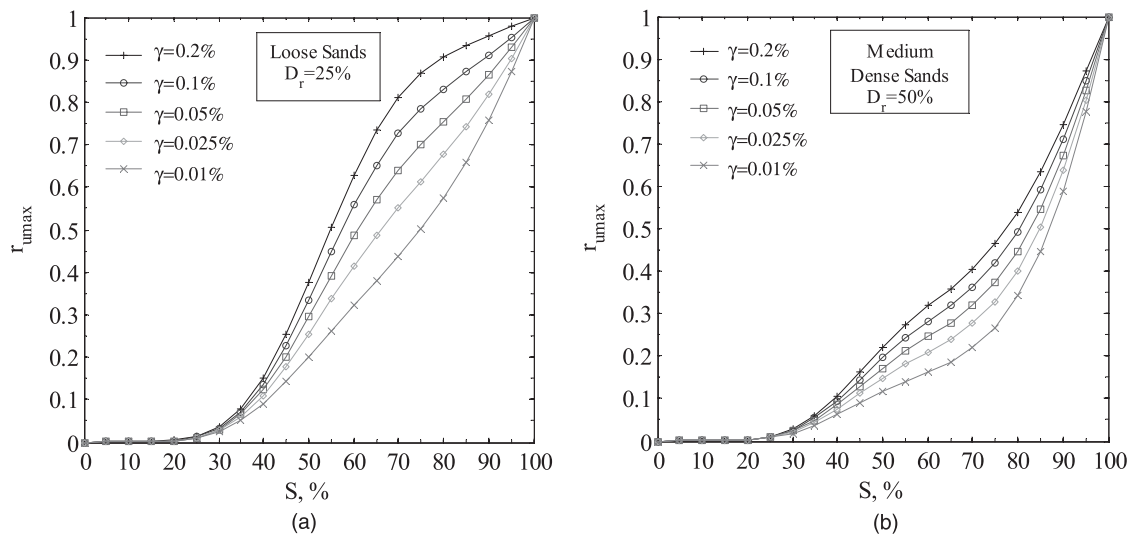 1
0.9
0.8
0.7
0.6
0.5
0.4
0.3
0.2
0.1
0
r_umax
γ=0.2%
γ=0.1%
γ=0.05%
γ=0.025%
γ=0.01%
Loose Sands
D_r=25%
0 10 20 30 40 50 60 70 80 90 100
S, %
(a)
1
0.9
0.8
0.7
0.6
0.5
0.4
0.3
0.2
0.1
0
r_umax
γ=0.2%
γ=0.1%
γ=0.05%
γ=0.025%
γ=0.01%
Medium
Dense Sands
D_r=50%
0 10 20 30 40 50 60 70 80 90 100
S, %
(b)